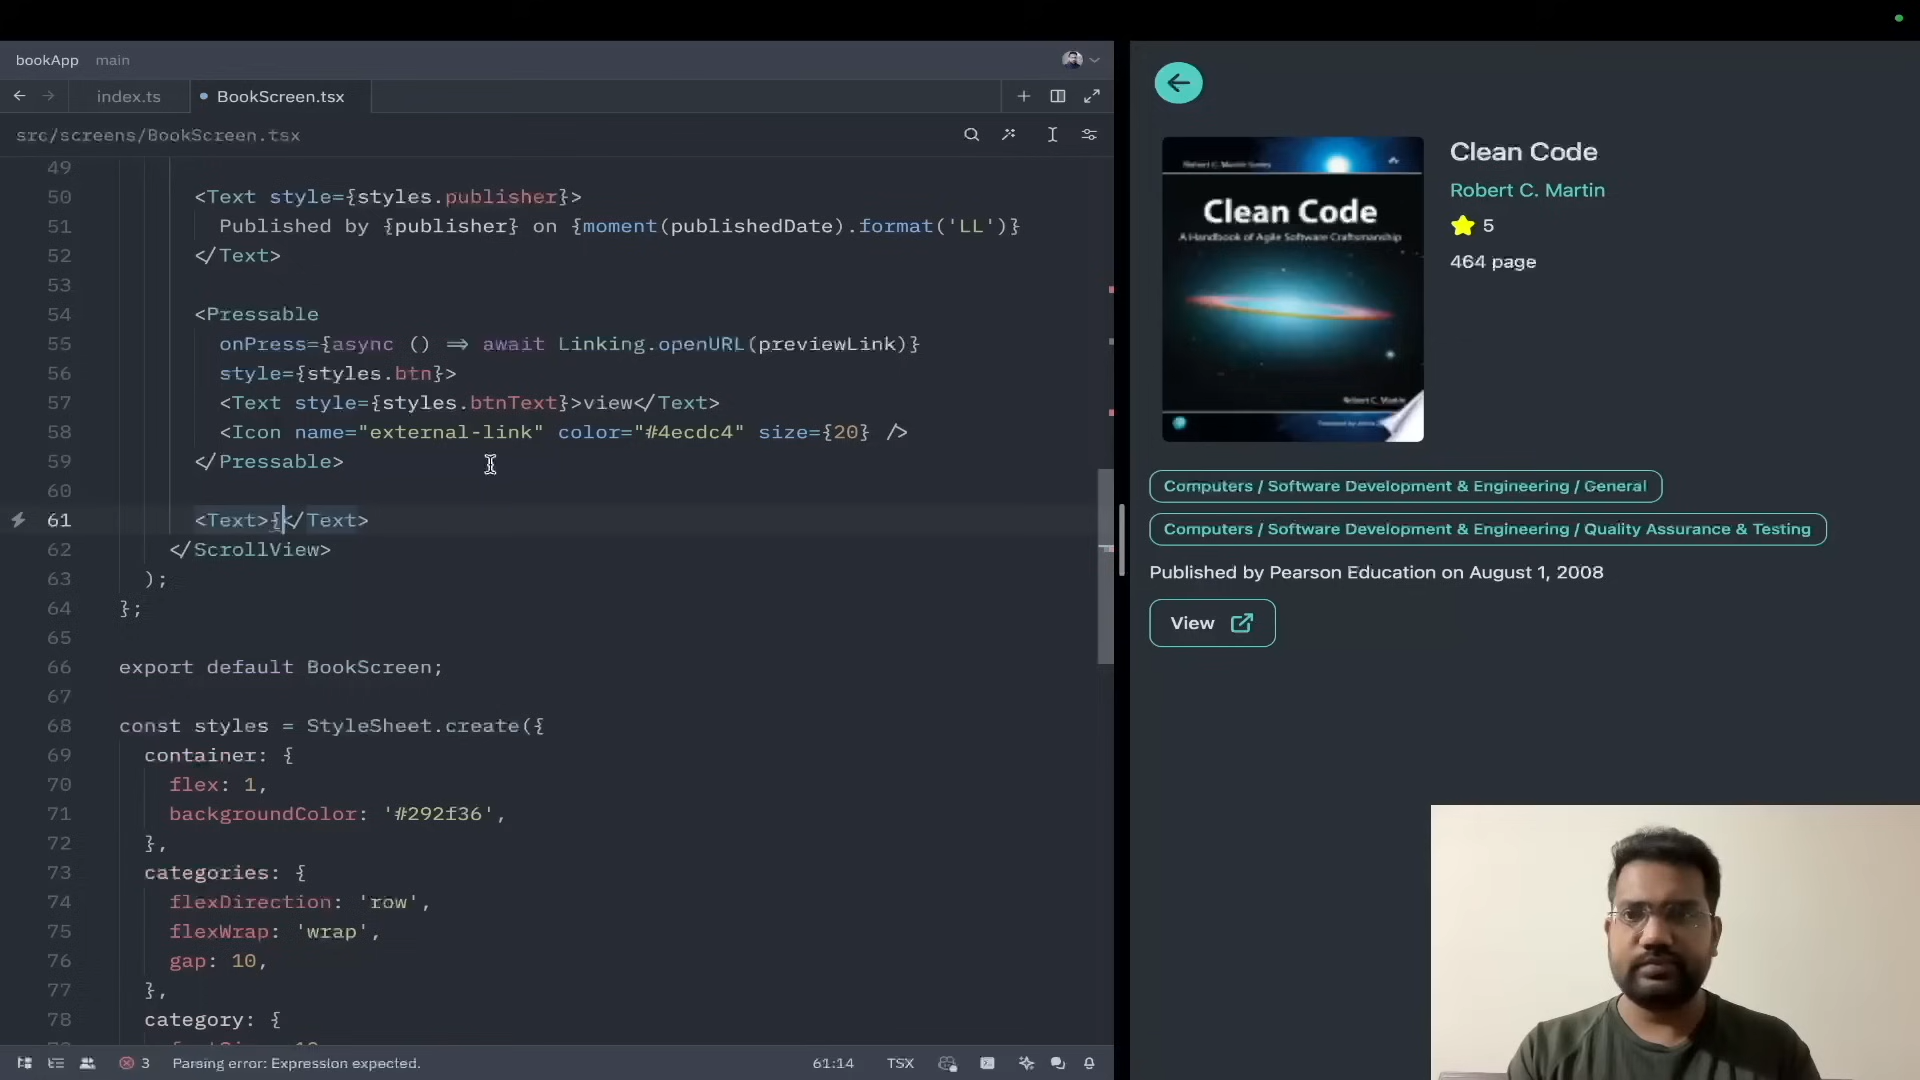 bookApp main
index.ts BookScreen.tsx
src/screens/BookScreen.tsx
49
50 <Text style={styles.publisher}>
51 Published by {publisher} on {moment(publishedDate).format('LL')}
52 </Text>
53
54 <Pressable
55 onPress={async () => await Linking.openURL(previewLink)}
56 style={styles.btn}>
57 <Text style={styles.btnText}>view</Text>
58 <Icon name="external-link" color="#4ecdc4" size={20} />
59 </Pressable>
60
61 <Text>{</Text>
62 </ScrollView>
63 );
64 };
65
66 export default BookScreen;
67
68 const styles = StyleSheet.create({
69 container: {
70 flex: 1,
71 backgroundColor: '#292f36',
72 },
73 categories: {
74 flexDirection: 'row',
75 flexWrap: 'wrap',
76 gap: 10,
77 },
78 category: {
3 Parsing error: Expression expected. 61:14 TSX
Clean Code
A Handbook of Agile Software Craftsmanship
Clean Code
Robert C. Martin
5
464 page
Computers / Software Development & Engineering / General
Computers / Software Development & Engineering / Quality Assurance & Testing
Published by Pearson Education on August 1, 2008
View